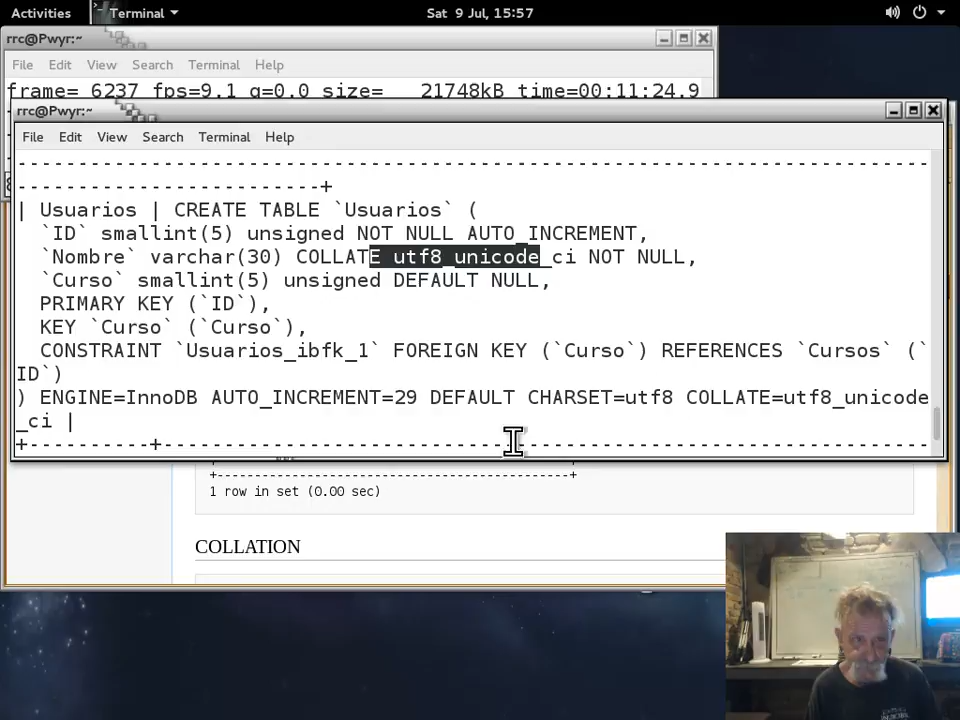 Activities Terminal Sat 9 Jul, 15:57
rrc@Pwyr:~
File Edit View Search Terminal Help
frame= 6237 fps=9.1 q=0.0 size= 21748kB time=00:11:24.9
rrc@Pwyr:~
File Edit View Search Terminal Help
--------------------------------------------------------------------------
-------------------------+
| Usuarios | CREATE TABLE `Usuarios` (
`ID` smallint(5) unsigned NOT NULL AUTO_INCREMENT,
`Nombre` varchar(30) COLLATE utf8_unicode_ci NOT NULL,
`Curso` smallint(5) unsigned DEFAULT NULL,
PRIMARY KEY (`ID`),
KEY `Curso` (`Curso`),
CONSTRAINT `Usuarios_ibfk_1` FOREIGN KEY (`Curso`) REFERENCES `Cursos` (`
ID`)
) ENGINE=InnoDB AUTO_INCREMENT=29 DEFAULT CHARSET=utf8 COLLATE=utf8_unicode
_ci |
+----------+---------------------------------------------------------------
+---------------------------------------------+
1 row in set (0.00 sec)
COLLATION